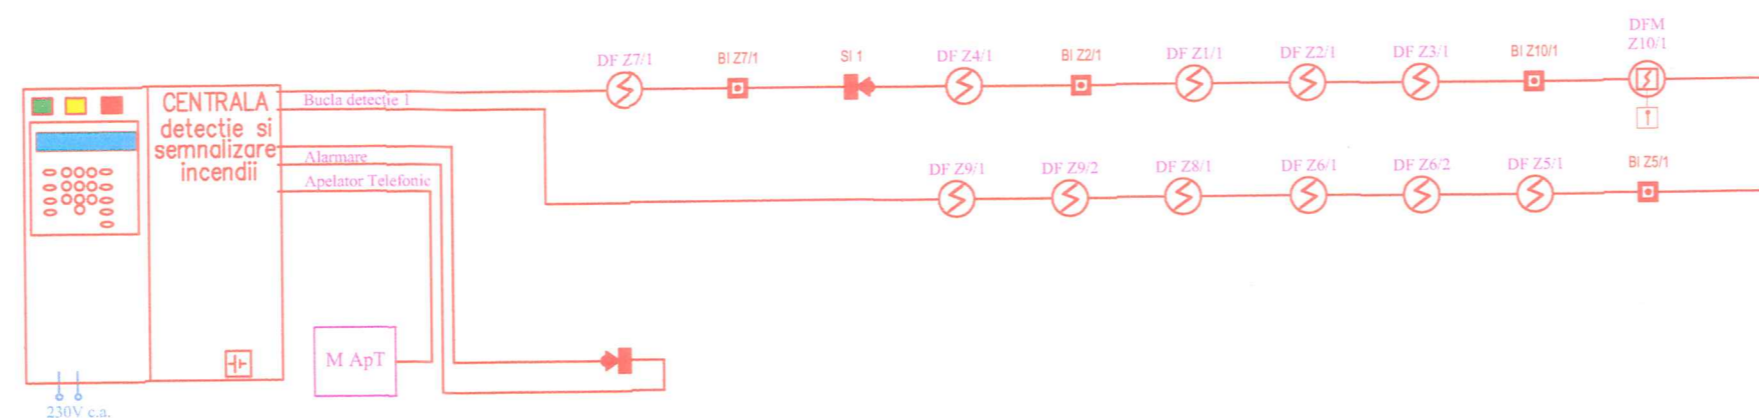 DFM
Z10/1
DF Z7/1
BI Z7/1
SI 1
DF Z4/1
BI Z2/1
DF Z1/1
DF Z2/1
DF Z3/1
BI Z10/1
CENTRALA
detecție si
semnalizare
incendii
Bucla detecție 1
Alarmare
Apelator Telefonic
DF Z9/1
DF Z9/2
DF Z8/1
DF Z6/1
DF Z6/2
DF Z5/1
BI Z5/1
M ApT
230V c.a.